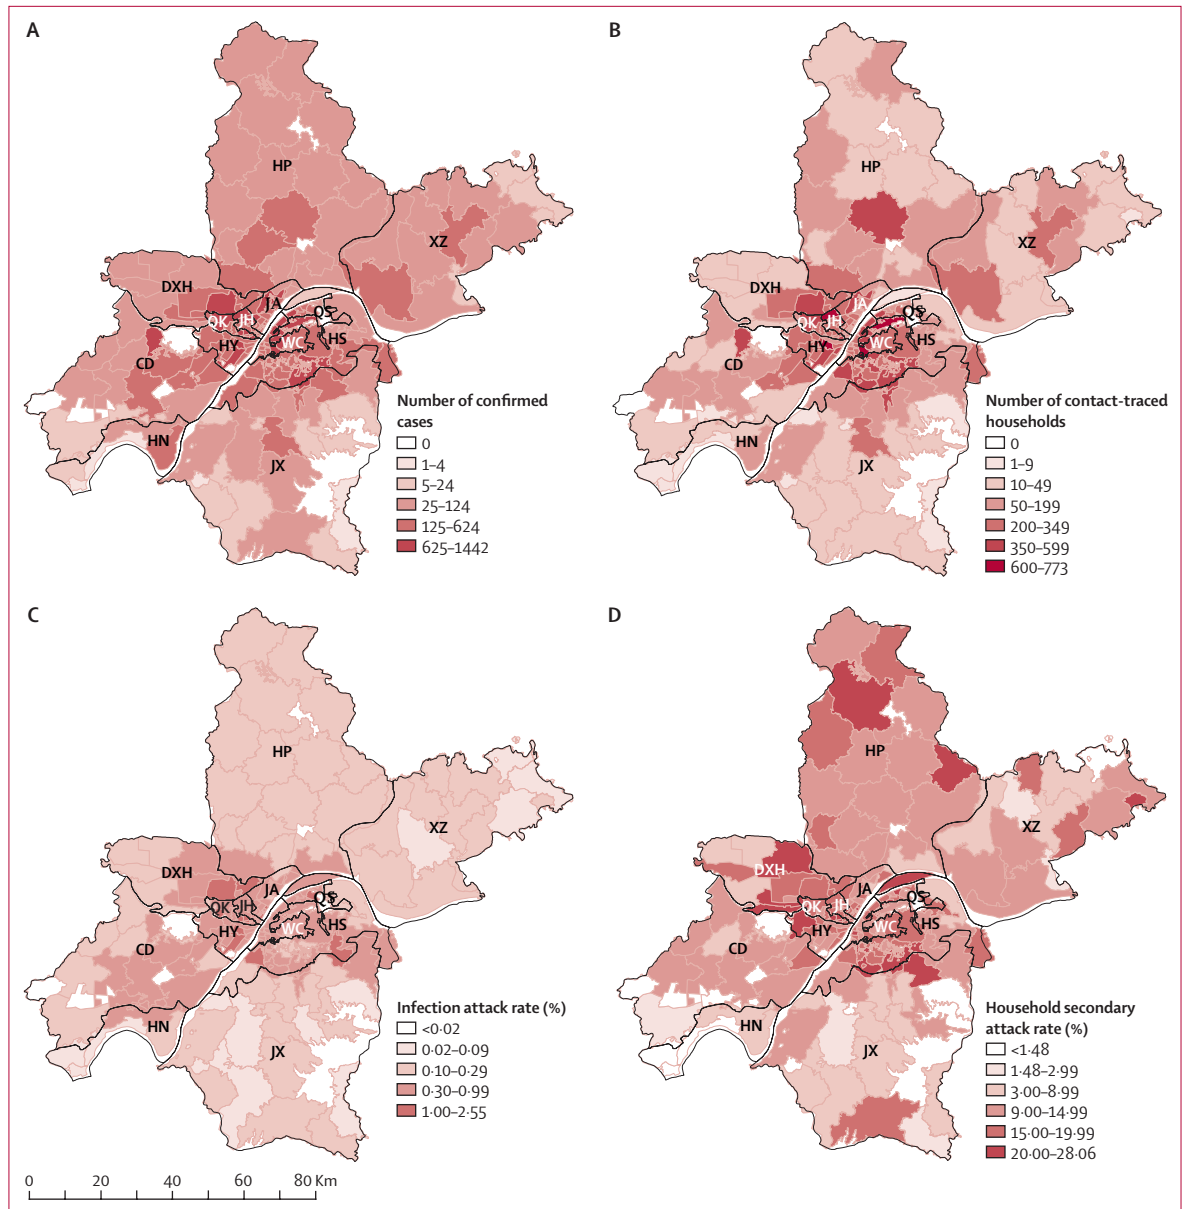 A
HP
XZ
DXH
JA
QS
QK
JH
WC
HS
HY
CD
HN
JX
Number of confirmed
cases
0
1–4
5–24
25–124
125–624
625–1442
B
HP
XZ
DXH
JA
QS
QK
JH
WC
HS
HY
CD
HN
JX
Number of contact-traced
households
0
1–9
10–49
50–199
200–349
350–599
600–773
C
HP
XZ
DXH
JA
QS
QK
JH
WC
HS
HY
CD
HN
JX
Infection attack rate (%)
<0·02
0·02–0·09
0·10–0·29
0·30–0·99
1·00–2·55
0 20 40 60 80 Km
D
HP
XZ
DXH
JA
QS
QK
JH
WC
HS
HY
CD
HN
JX
Household secondary
attack rate (%)
<1·48
1·48–2·99
3·00–8·99
9·00–14·99
15·00–19·99
20·00–28·06